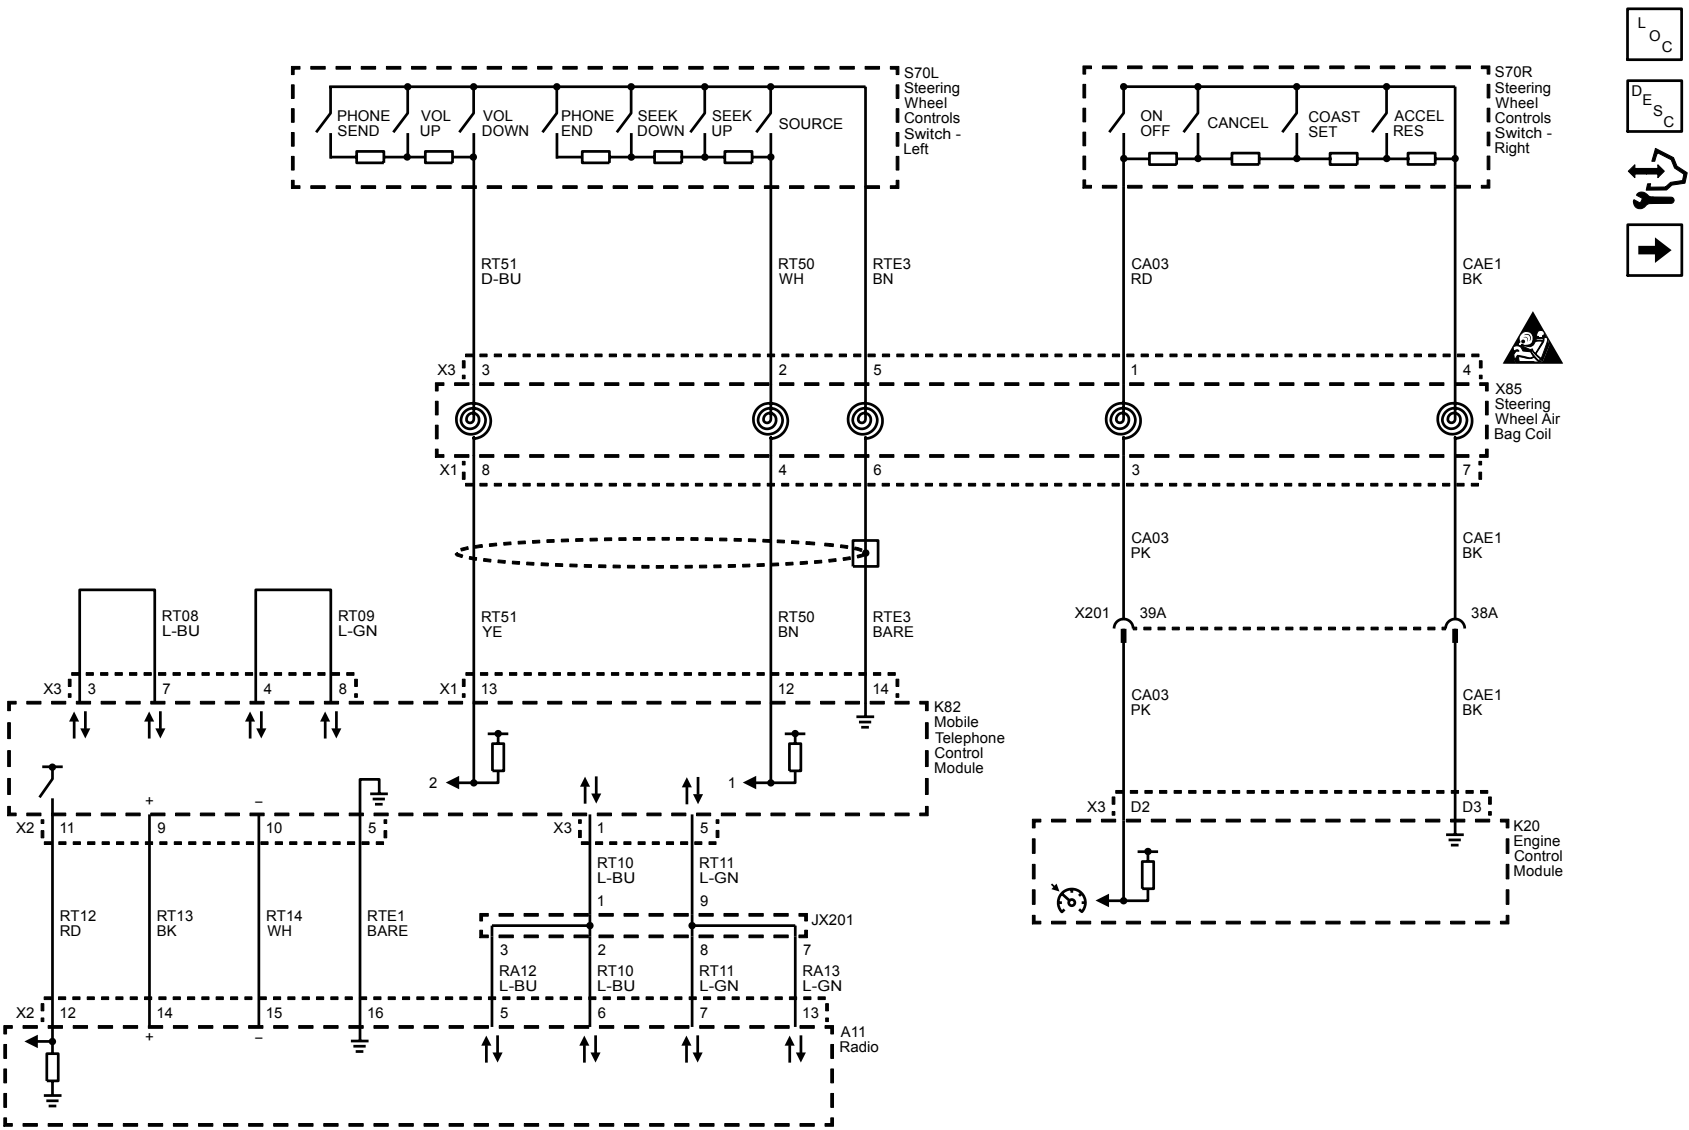 L
O
C
D
E
S
C
S70L
Steering
Wheel
Controls
Switch -
Left
PHONE
SEND
VOL
UP
VOL
DOWN
PHONE
END
SEEK
DOWN
SEEK
UP
SOURCE
S70R
Steering
Wheel
Controls
Switch -
Right
ON
OFF
CANCEL
COAST
SET
ACCEL
RES
RT51
D-BU
RT50
WH
RTE3
BN
CA03
RD
CAE1
BK
X3 3 2 5 1 4
X85
Steering
Wheel Air
Bag Coil
X1 8 4 6 3 7
CA03
PK
CAE1
BK
RT08
L-BU
RT09
L-GN
RT51
YE
RT50
BN
RTE3
BARE
X201 39A 38A
X3 3 7 4 8
X1 13 12 14
CA03
PK
CAE1
BK
K82
Mobile
Telephone
Control
Module
2
1
+
–
X2 11 9 10 5
X3 1 5
X3 D2 D3
K20
Engine
Control
Module
RT10
L-BU
RT11
L-GN
1 9
RT12
RD
RT13
BK
RT14
WH
RTE1
BARE
JX201
3 2 8 7
RA12
L-BU
RT10
L-BU
RT11
L-GN
RA13
L-GN
X2 12 14 15 16 5 6 7 13
+
–
A11
Radio